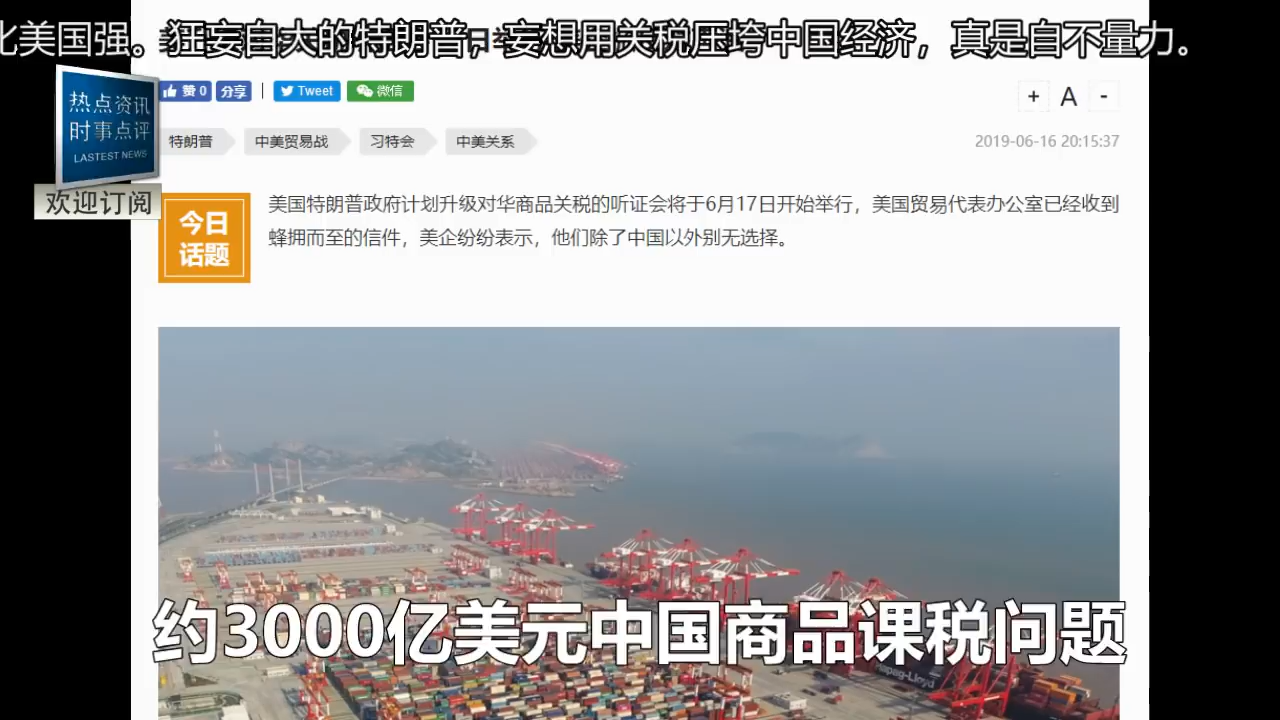 化美国强。狂妄自大的特朗普，妄想用关税压垮中国经济，真是自不量力。
热点资讯
时事点评
LASTEST NEWS
欢迎订阅
赞 0
分享
Tweet
微信
+ A -
特朗普
中美贸易战
习特会
中美关系
2019-06-16 20:15:37
今日
话题
美国特朗普政府计划升级对华商品关税的听证会将于6月17日开始举行，美国贸易代表办公室已经收到
蜂拥而至的信件，美企纷纷表示，他们除了中国以外别无选择。
约3000亿美元中国商品课税问题
Hapag-Lloyd